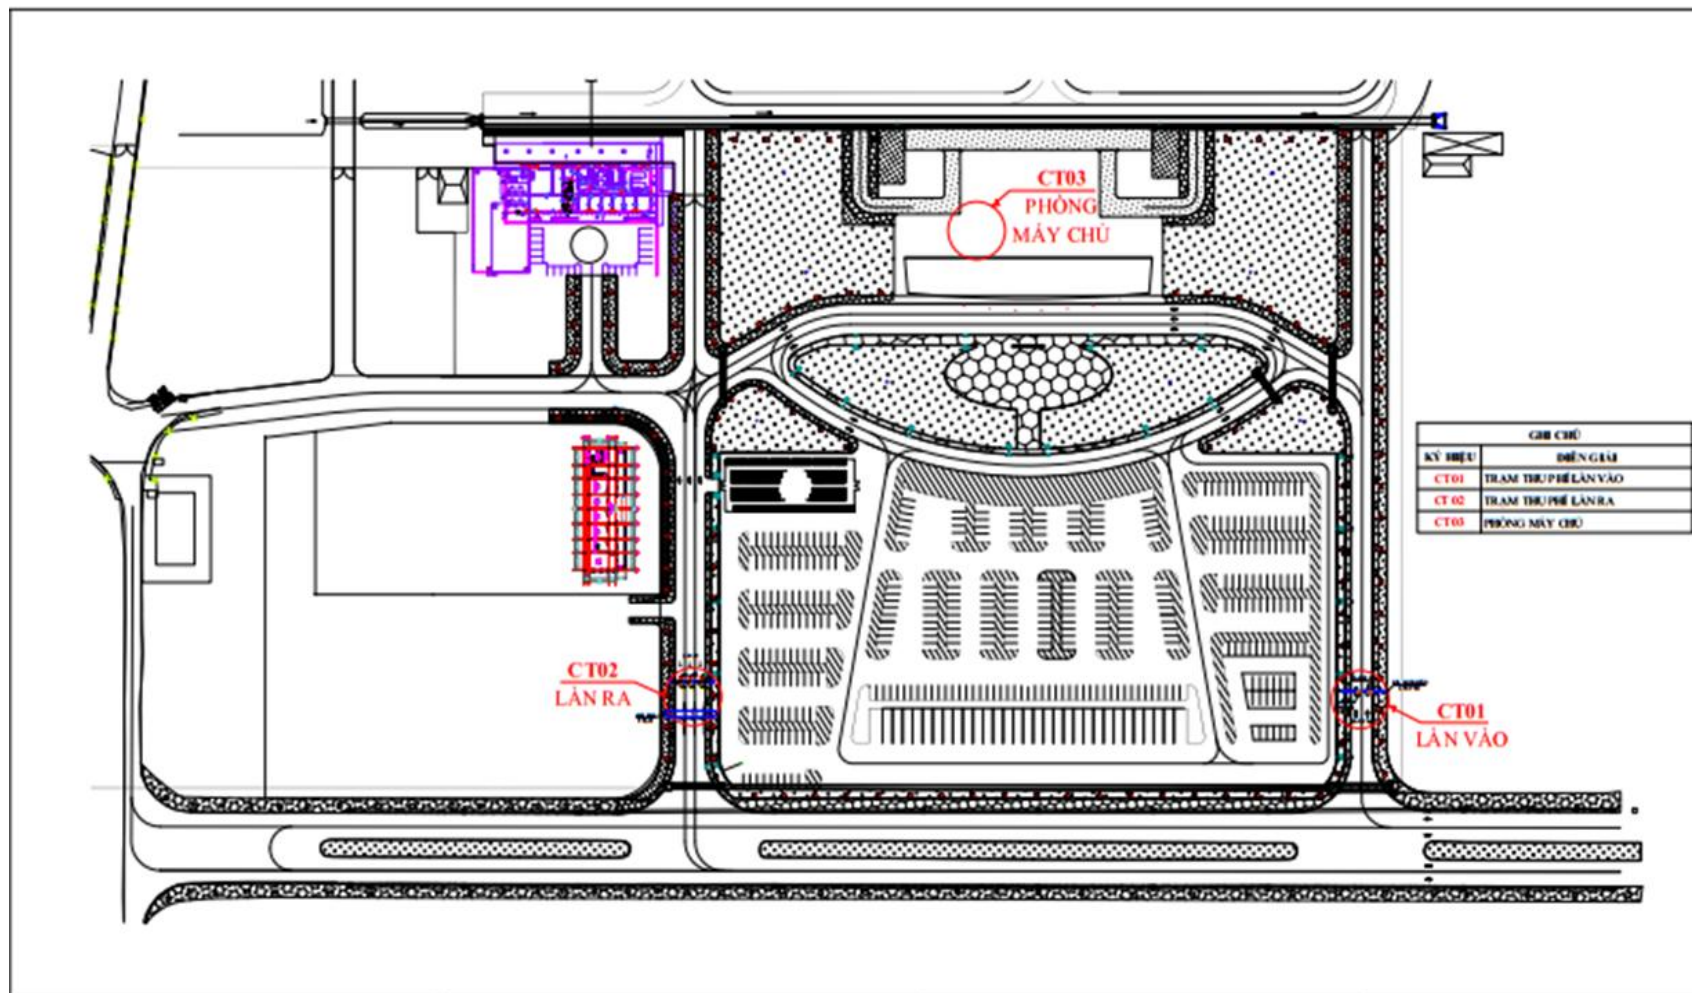 CT03
PHÒNG
MÁY CHỦ
GHI CHÚ
KÝ HIỆU DIỄN GIẢI
CT01 TRẠM THU PHÍ LÀN VÀO
CT 02 TRẠM THU PHÍ LÀN RA
CT03 PHÒNG MÁY CHỦ
CT02
LÀN RA
CT01
LÀN VÀO